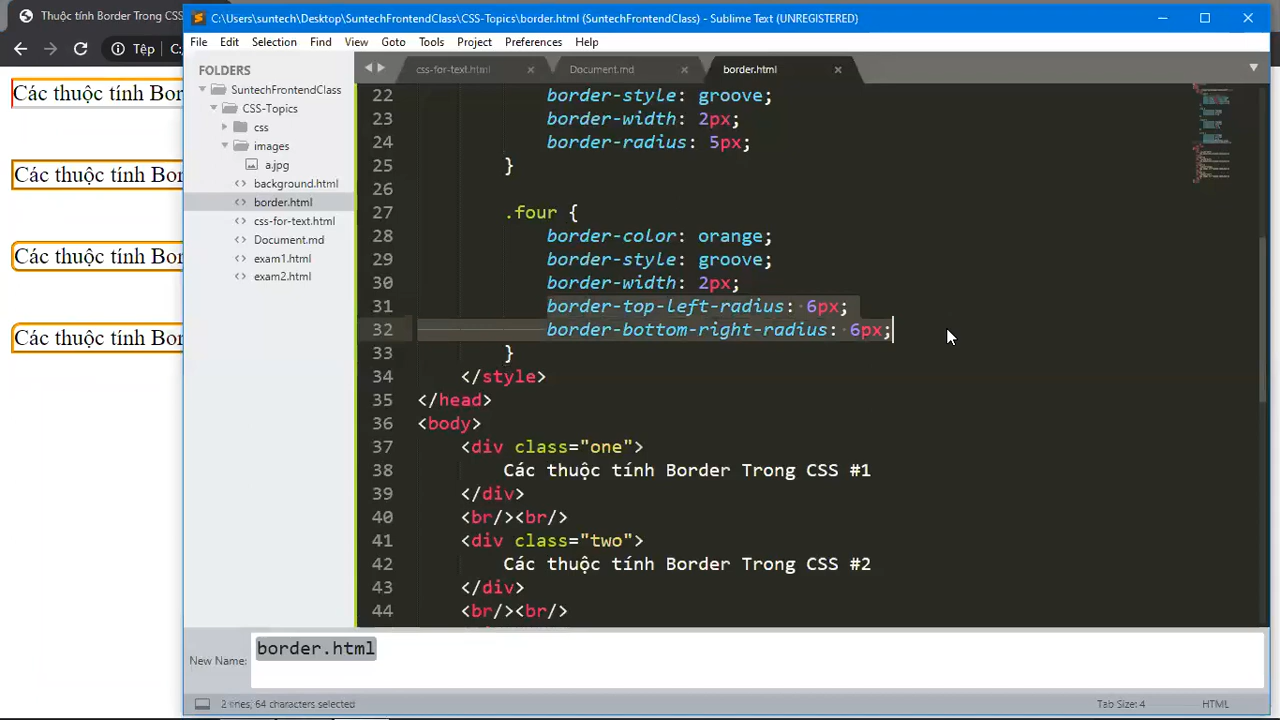 Thuộc tính Border Trong CSS
Tệp
C:
Các thuộc tính Bor
Các thuộc tính Bor
Các thuộc tính Bor
Các thuộc tính Bor
C:\Users\suntech\Desktop\SuntechFrontendClass\CSS-Topics\border.html (SuntechFrontendClass) - Sublime Text (UNREGISTERED)
File Edit Selection Find View Goto Tools Project Preferences Help
FOLDERS
SuntechFrontendClass
CSS-Topics
css
images
a.jpg
background.html
border.html
css-for-text.html
Document.md
exam1.html
exam2.html
css-for-text.html Document.md border.html
22 border-style: groove;
23 border-width: 2px;
24 border-radius: 5px;
25 }
26
27 .four {
28 border-color: orange;
29 border-style: groove;
30 border-width: 2px;
31 border-top-left-radius: 6px;
32 border-bottom-right-radius: 6px;
33 }
34 </style>
35 </head>
36 <body>
37 <div class="one">
38 Các thuộc tính Border Trong CSS #1
39 </div>
40 <br/><br/>
41 <div class="two">
42 Các thuộc tính Border Trong CSS #2
43 </div>
44 <br/><br/>
New Name: border.html
2 lines, 64 characters selected
Tab Size: 4
HTML